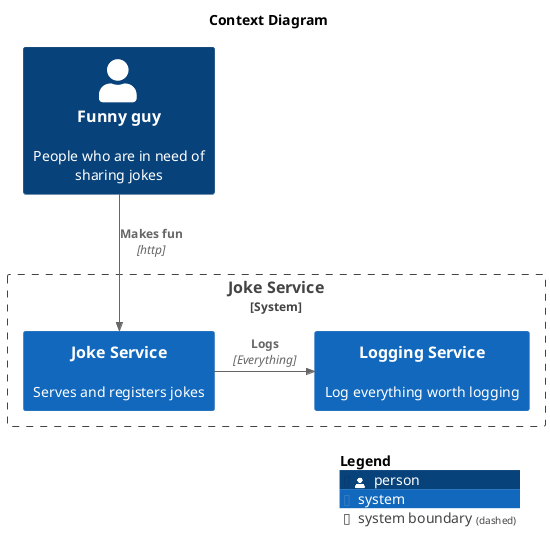 Context Diagram
Funny guy
People who are in need of
sharing jokes
Makes fun
[http]
Joke Service
[System]
Joke Service
Serves and registers jokes
Logs
[Everything]
Logging Service
Log everything worth logging
Legend
person
system
system boundary (dashed)